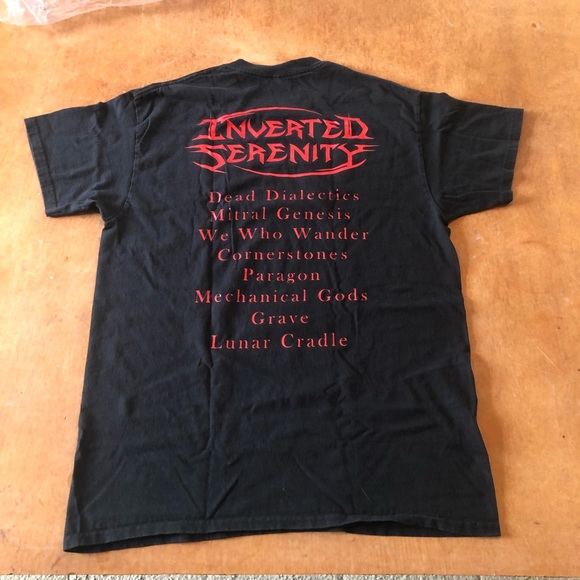 INVERTED
SERENITY
Dead Dialectics
Mitral Genesis
We Who Wander
Cornerstones
Paragon
Mechanical Gods
Grave
Lunar Cradle